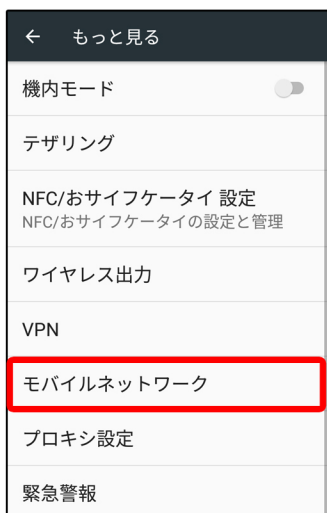 ← もっと見る
機内モード
テザリング
NFC/おサイフケータイ 設定
NFC/おサイフケータイの設定と管理
ワイヤレス出力
VPN
モバイルネットワーク
プロキシ設定
緊急警報